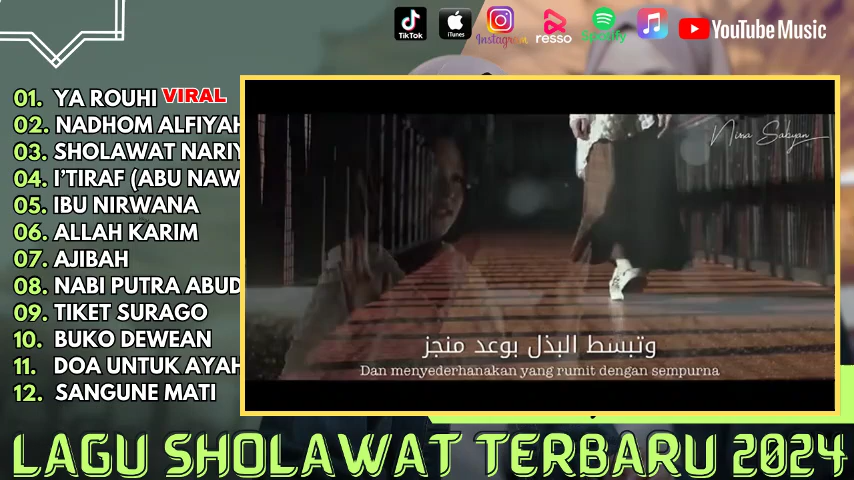 TikTok
iTunes
Instagram
resso
Spotify
YouTube Music
01. YA ROUHI VIRAL
02. NADHOM ALFIYAH
03. SHOLAWAT NARIY
04. I'TIRAF (ABU NAW
05. IBU NIRWANA
06. ALLAH KARIM
07. AJIBAH
08. NABI PUTRA ABUD
09. TIKET SURAGO
10. BUKO DEWEAN
11. DOA UNTUK AYAH
12. SANGUNE MATI
Nissa Sabyan
وتبسط البذل بوعد منجز
Dan menyederhanakan yang rumit dengan sempurna
LAGU SHOLAWAT TERBARU 2024